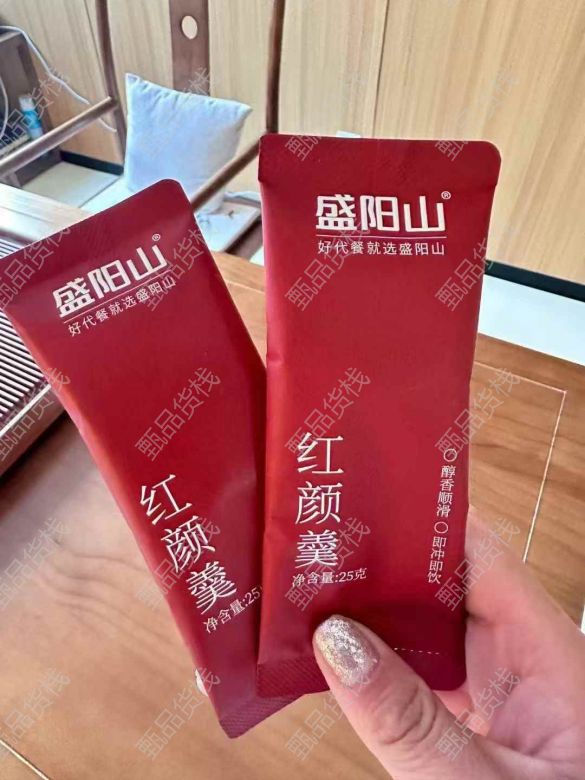 盛阳山®
好代餐就选盛阳山
红颜羹
净含量:25
盛阳山®
好代餐就选盛阳山
红颜羹
净含量:25克
醇香顺滑
即冲即饮
甄品货栈